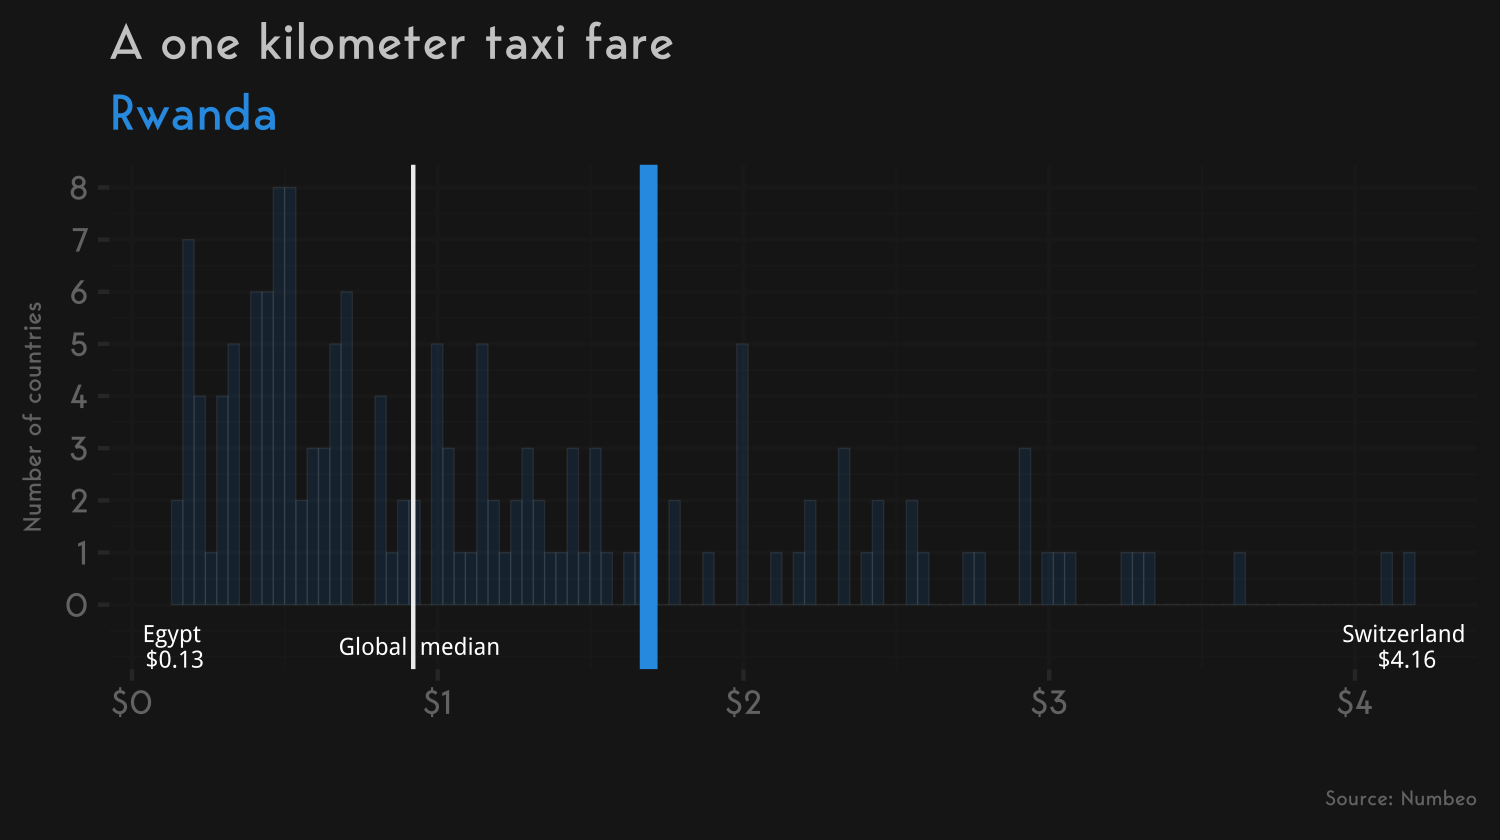 A one kilometer taxi fare
Rwanda
Number of countries
8
7
6
5
4
3
2
1
0
Egypt
$0.13
Global median
Switzerland
$4.16
$0 $1 $2 $3 $4
Source: Numbeo